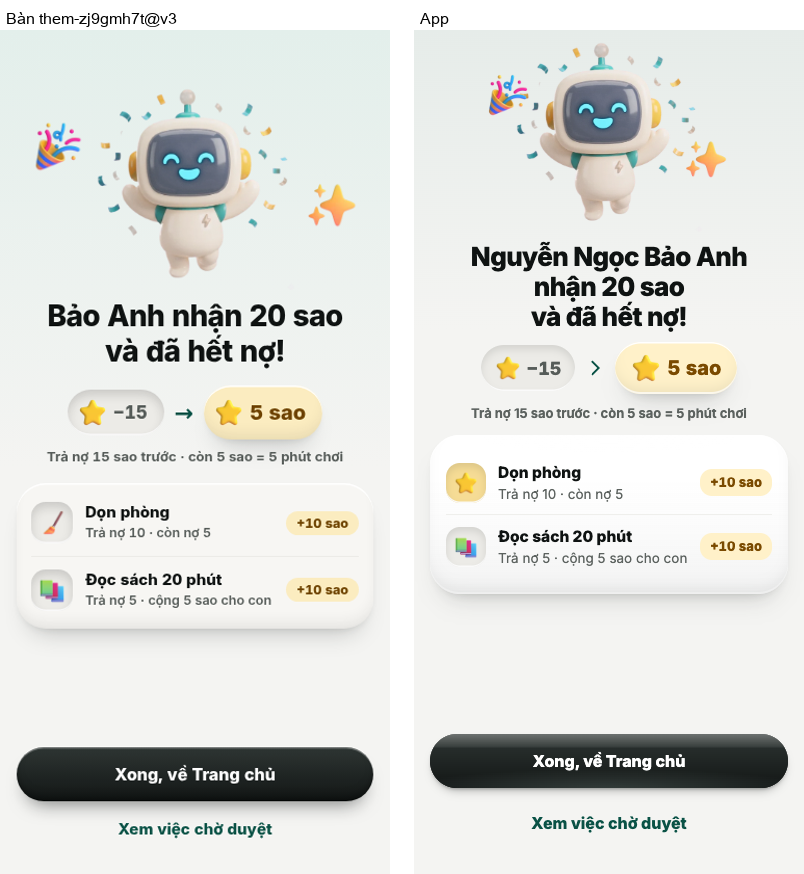 Bản them-zj9gmh7t@v3
Bảo Anh nhận 20 sao
và đã hết nợ!
−15
→
5 sao
Trả nợ 15 sao trước · còn 5 sao = 5 phút chơi
Dọn phòng
Trả nợ 10 · còn nợ 5
+10 sao
Đọc sách 20 phút
Trả nợ 5 · cộng 5 sao cho con
+10 sao
Xong, về Trang chủ
Xem việc chờ duyệt
App
Nguyễn Ngọc Bảo Anh
nhận 20 sao
và đã hết nợ!
−15
5 sao
Trả nợ 15 sao trước · còn 5 sao = 5 phút chơi
Dọn phòng
Trả nợ 10 · còn nợ 5
+10 sao
Đọc sách 20 phút
Trả nợ 5 · cộng 5 sao cho con
+10 sao
Xong, về Trang chủ
Xem việc chờ duyệt